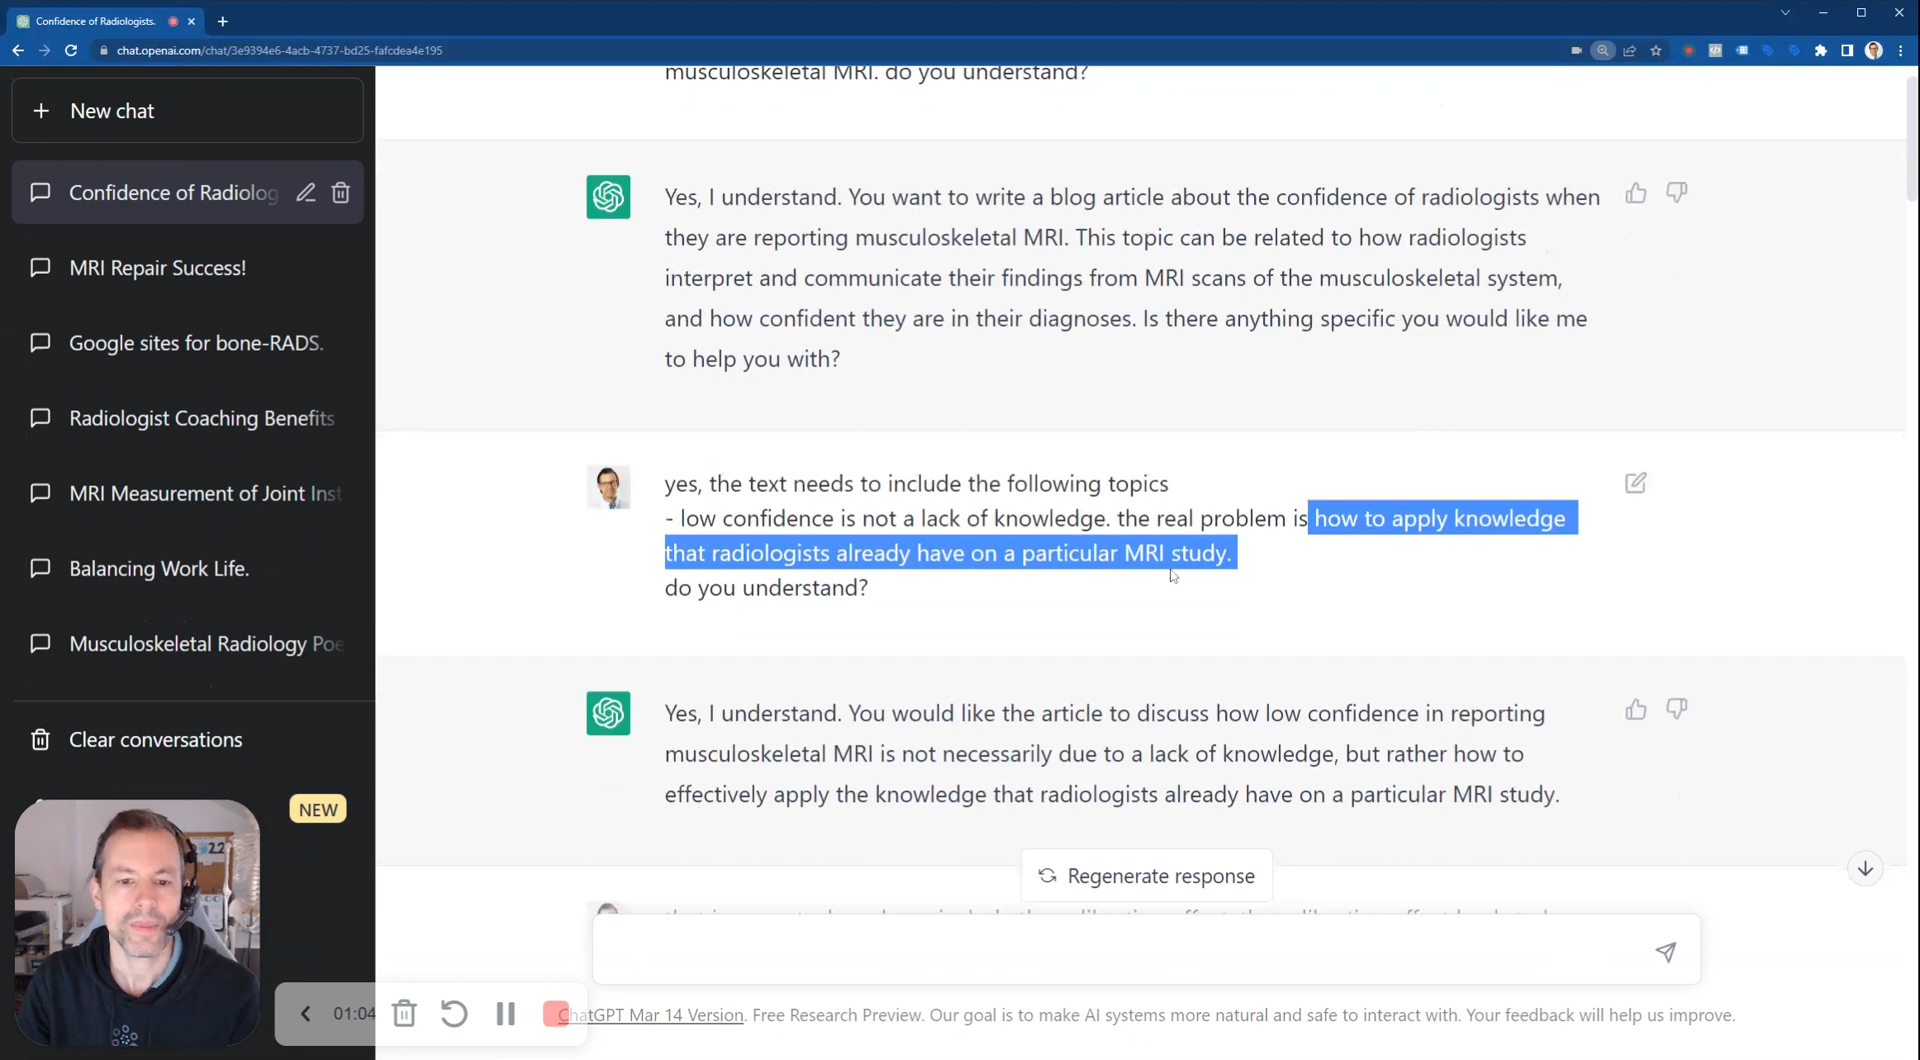 Confidence of Radiologists.
chat.openai.com/chat/3e9394e6-4acb-4737-bd25-fafcdea4e195
New chat
Confidence of Radiolog
MRI Repair Success!
Google sites for bone-RADS.
Radiologist Coaching Benefits
MRI Measurement of Joint Inst
Balancing Work Life.
Musculoskeletal Radiology Poe
Clear conversations
NEW
01:04
musculoskeletal MRI. do you understand?
Yes, I understand. You want to write a blog article about the confidence of radiologists when
they are reporting musculoskeletal MRI. This topic can be related to how radiologists
interpret and communicate their findings from MRI scans of the musculoskeletal system,
and how confident they are in their diagnoses. Is there anything specific you would like me
to help you with?
yes, the text needs to include the following topics
- low confidence is not a lack of knowledge. the real problem is how to apply knowledge
that radiologists already have on a particular MRI study.
do you understand?
Yes, I understand. You would like the article to discuss how low confidence in reporting
musculoskeletal MRI is not necessarily due to a lack of knowledge, but rather how to
effectively apply the knowledge that radiologists already have on a particular MRI study.
Regenerate response
ChatGPT Mar 14 Version. Free Research Preview. Our goal is to make AI systems more natural and safe to interact with. Your feedback will help us improve.